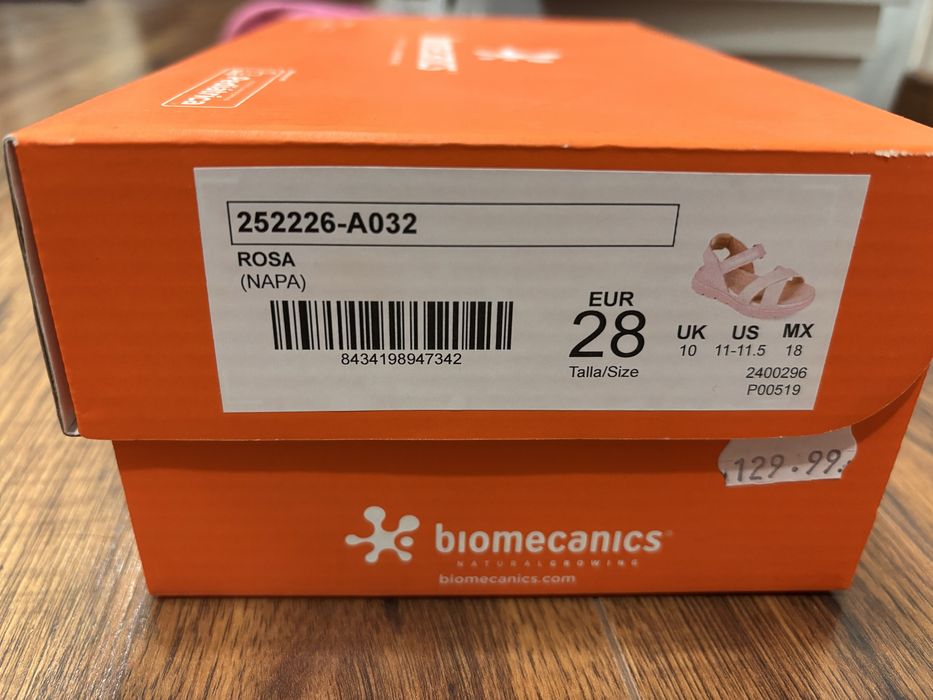 252226-A032
ROSA
(NAPA)
8434198947342
EUR
28
Talla/Size
UK US MX
10 11-11.5 18
2400296
P00519
129.99
biomecanics
NATURALGROWING
biomecanics.com